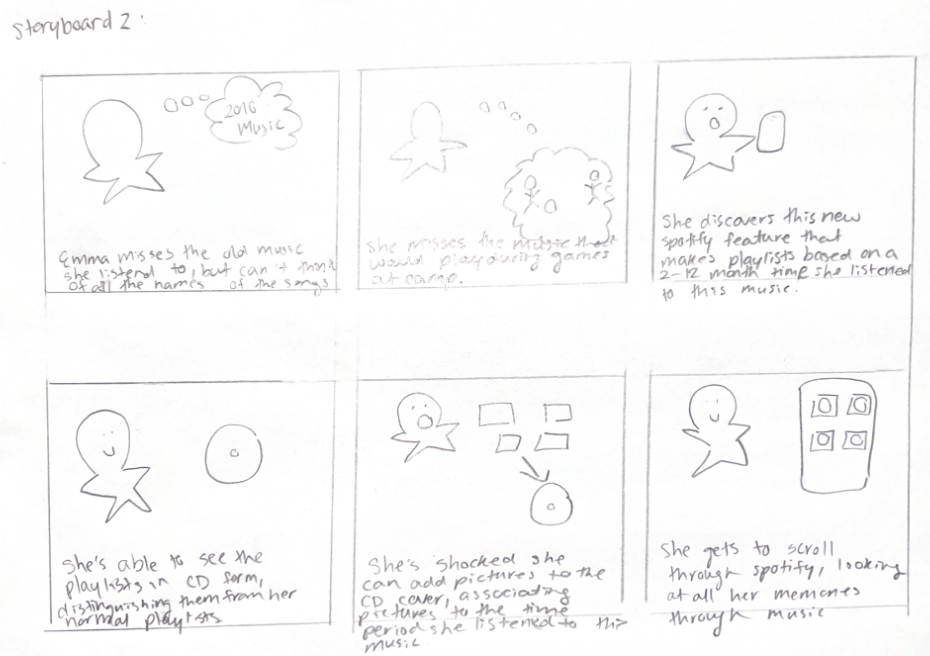 Storyboard 2:
2016
Music
Emma misses the old music
she listend to, but can't think
of all the names of the songs
She misses the music that
would play during games
at camp.
She discovers this new
spotify feature that
makes playlists based on a
2-12 month time she listened
to this music.
She's able to see the
playlists in CD form,
distinguishing them from her
normal playlists
She's shocked she
can add pictures to the
CD cover, associating
pictures to the time
period she listened to this
music
She gets to scroll
through spotify, looking
at all her memories
through music